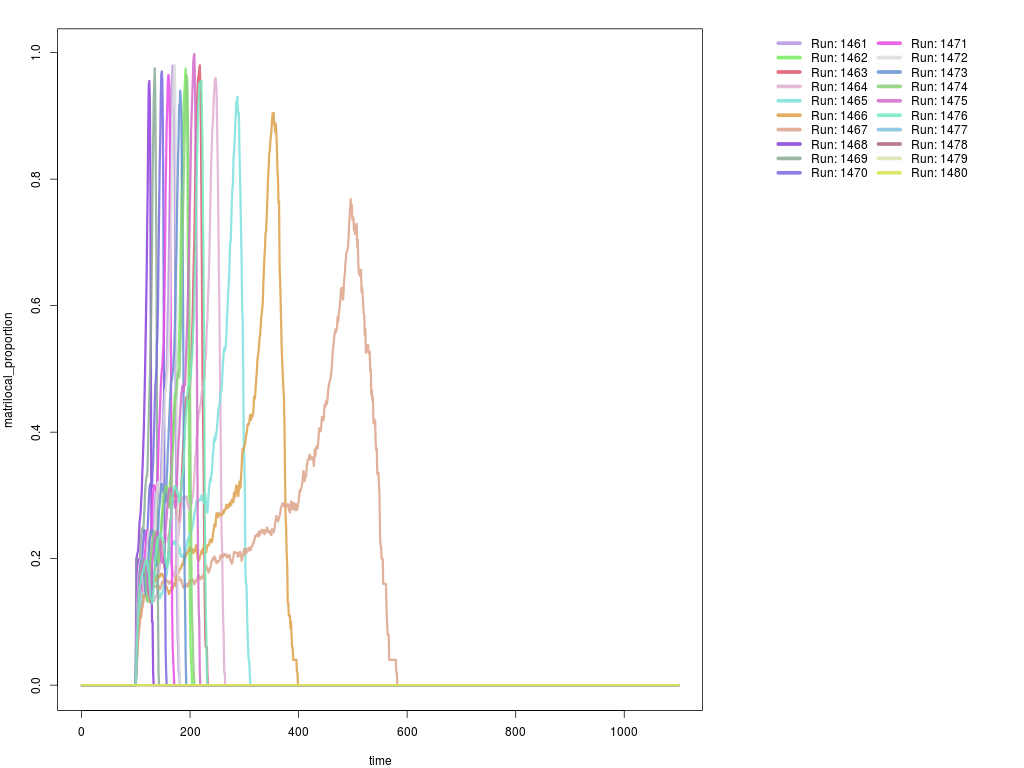 1.0
0.8
0.6
0.4
0.2
0.0
matrilocal_proportion
0
200
400
600
800
1000
time
Run: 1461
Run: 1462
Run: 1463
Run: 1464
Run: 1465
Run: 1466
Run: 1467
Run: 1468
Run: 1469
Run: 1470
Run: 1471
Run: 1472
Run: 1473
Run: 1474
Run: 1475
Run: 1476
Run: 1477
Run: 1478
Run: 1479
Run: 1480